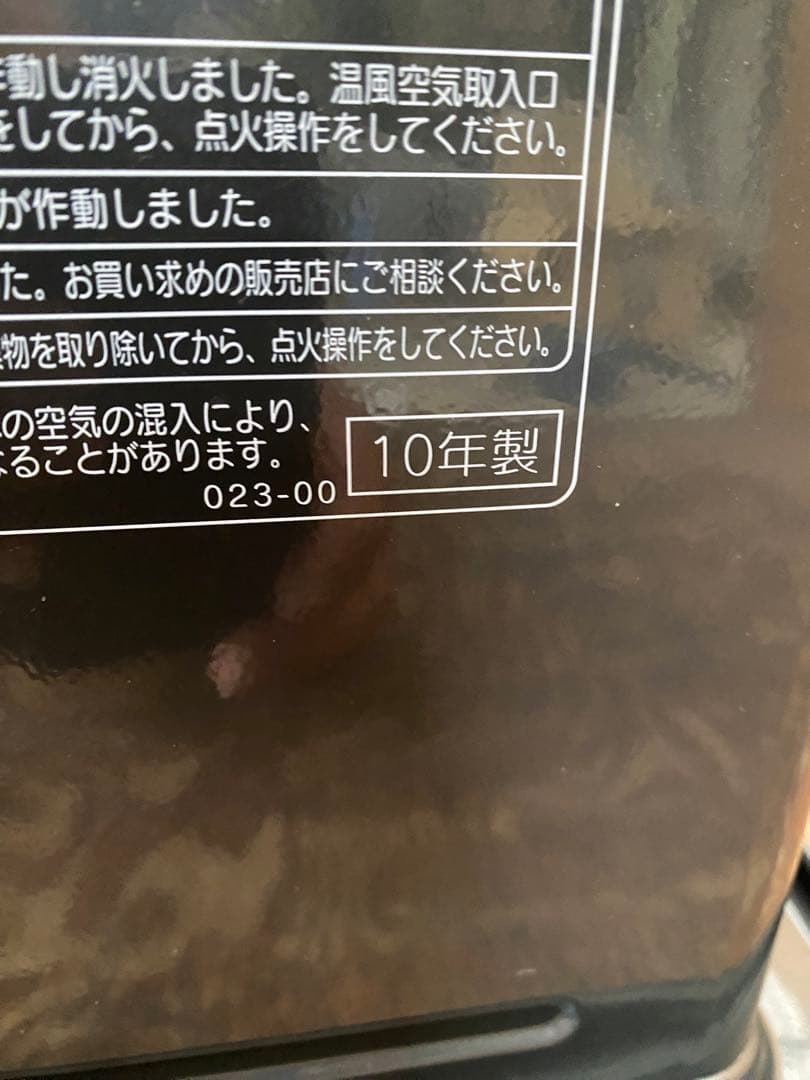 動し消火しました。温風空気取入口
をしてから、点火操作をしてください。
が作動しました。
た。お買い求めの販売店にご相談ください。
物を取り除いてから、点火操作をしてください。
の空気の混入により、
なることがあります。
023-00
10年製